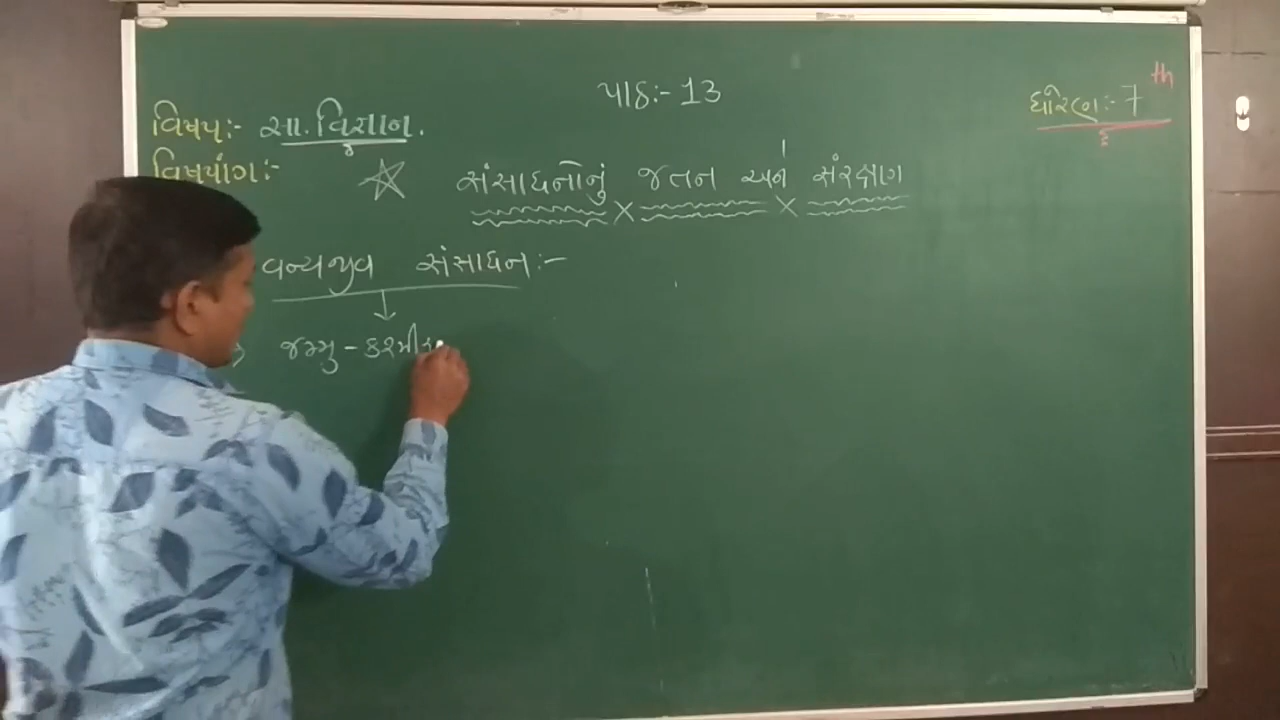 પાઠ:- 13
ધોરણ:- 7th
વિષય:- સા. વિજ્ઞાન.
વિષયાંગ:-
સંસાધનોનું જતન અને સંરક્ષણ
વન્યજીવ સંસાધન:-
જમ્મુ - કશ્મીર